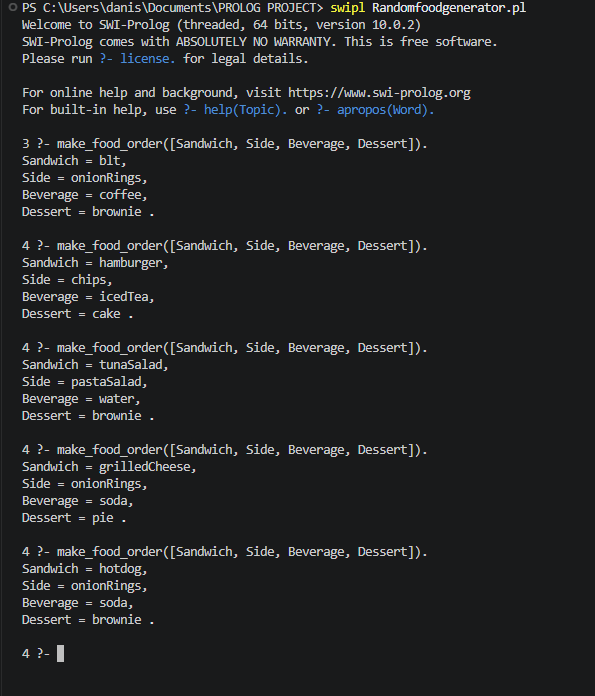 PS C:\Users\danis\Documents\PROLOG PROJECT> swipl Randomfoodgenerator.pl
Welcome to SWI-Prolog (threaded, 64 bits, version 10.0.2)
SWI-Prolog comes with ABSOLUTELY NO WARRANTY. This is free software.
Please run ?- license. for legal details.

For online help and background, visit https://www.swi-prolog.org
For built-in help, use ?- help(Topic). or ?- apropos(Word).

3 ?- make_food_order([Sandwich, Side, Beverage, Dessert]).
Sandwich = blt,
Side = onionRings,
Beverage = coffee,
Dessert = brownie .

4 ?- make_food_order([Sandwich, Side, Beverage, Dessert]).
Sandwich = hamburger,
Side = chips,
Beverage = icedTea,
Dessert = cake .

4 ?- make_food_order([Sandwich, Side, Beverage, Dessert]).
Sandwich = tunaSalad,
Side = pastaSalad,
Beverage = water,
Dessert = brownie .

4 ?- make_food_order([Sandwich, Side, Beverage, Dessert]).
Sandwich = grilledCheese,
Side = onionRings,
Beverage = soda,
Dessert = pie .

4 ?- make_food_order([Sandwich, Side, Beverage, Dessert]).
Sandwich = hotdog,
Side = onionRings,
Beverage = soda,
Dessert = brownie .

4 ?-